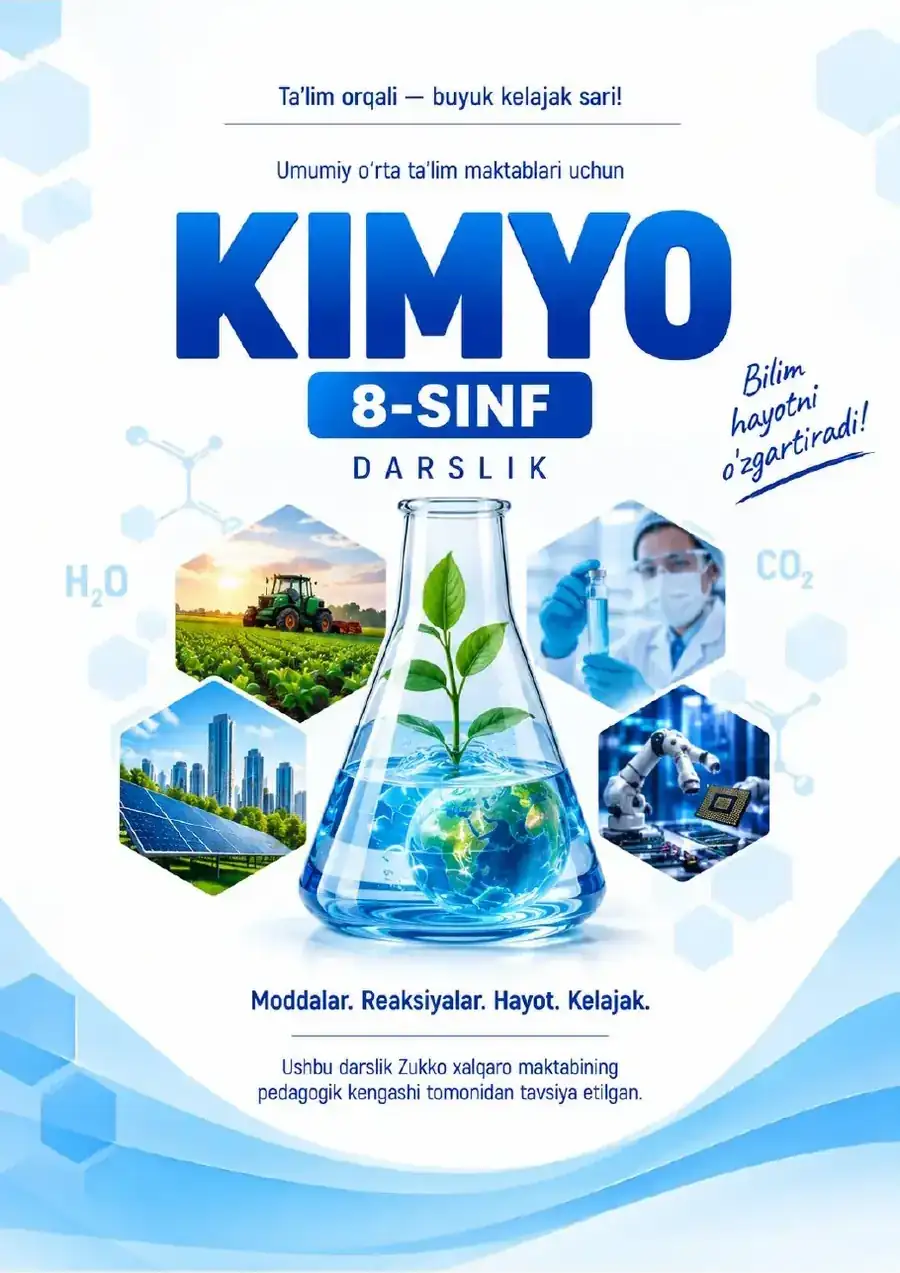 Ta’lim orqali — buyuk kelajak sari!
Umumiy o‘rta ta’lim maktablari uchun
KIMYO
8-SINF
DARSLIK
Bilim
hayotni
o‘zgartiradi!
H₂O
CO₂
Moddalar. Reaksiyalar. Hayot. Kelajak.
Ushbu darslik Zukko xalqaro maktabining
pedagogik kengashi tomonidan tavsiya etilgan.